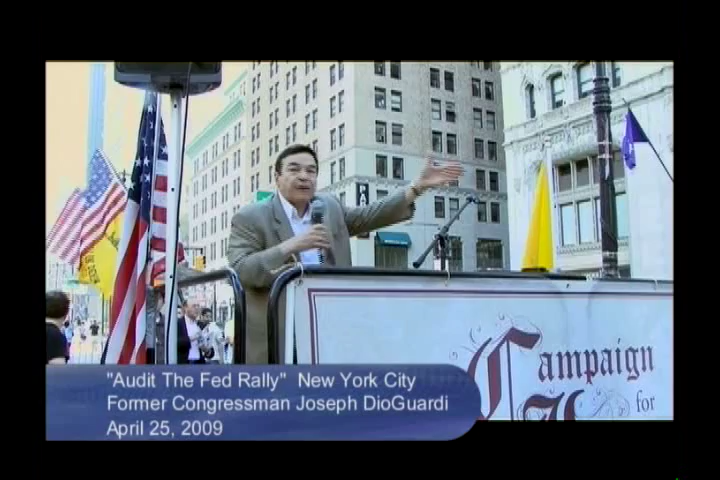 Campaign
for
"Audit The Fed Rally" New York City
Former Congressman Joseph DioGuardi
April 25, 2009